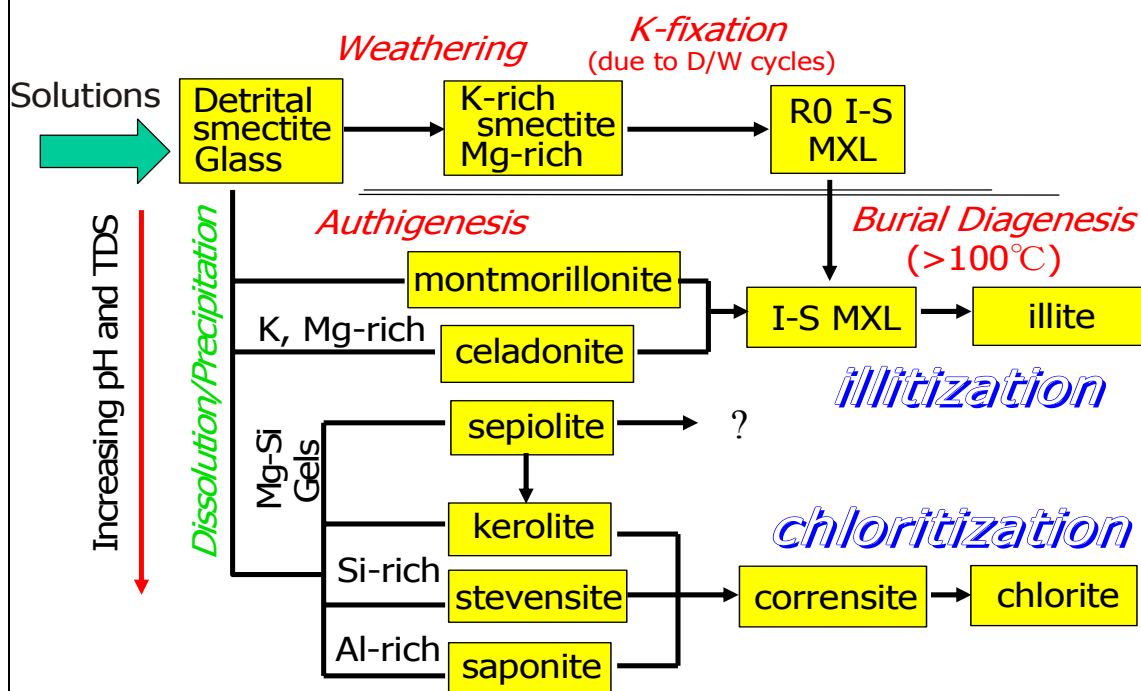 Weathering
K-fixation
(due to D/W cycles)
Solutions
Detrital
smectite
Glass
K-rich
smectite
Mg-rich
R0 I-S
MXL
Increasing pH and TDS
Dissolution/Precipitation
Authigenesis
Burial Diagenesis
(>100℃)
montmorillonite
K, Mg-rich
celadonite
I-S MXL
illite
illitization
Mg-Si
Gels
sepiolite
?
kerolite
chloritization
Si-rich
stevensite
corrensite
chlorite
Al-rich
saponite